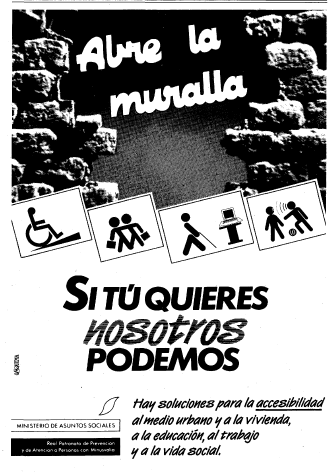 Abre la
muralla
SI TÚ QUIERES
nosotros
PODEMOS
Hay soluciones para la accesibilidad
al medio urbano y a la vivienda,
a la educación, al trabajo
y a la vida social.
MINISTERIO DE ASUNTOS SOCIALES
Real Patronato de Prevención
y de Atención a Personas con Minusvalía